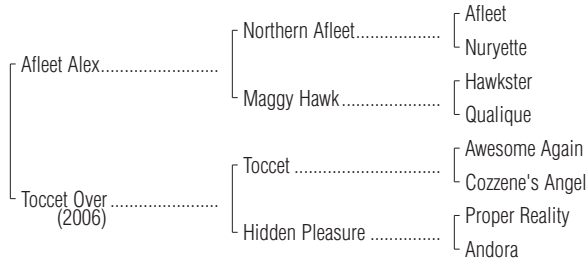 Afleet
Northern Afleet..................
Nuryette
Afleet Alex........................
Hawkster
Maggy Hawk ....................
Qualique
Awesome Again
Toccet ..............................
Cozzene's Angel
Toccet Over ......................
(2006)
Proper Reality
Hidden Pleasure ...............
Andora